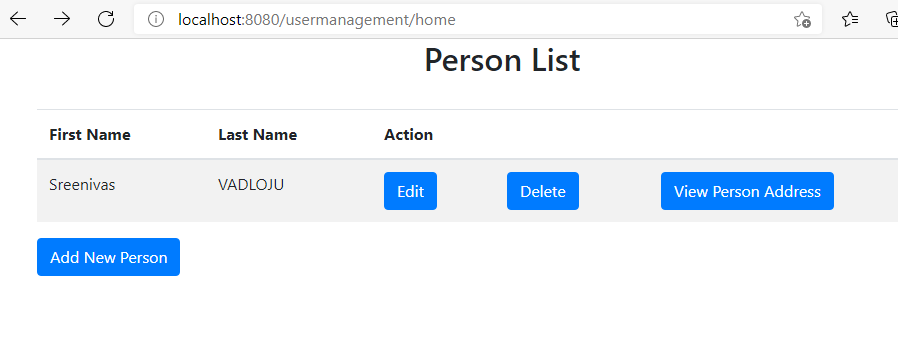 localhost:8080/usermanagement/home
Person List
First Name Last Name Action
Sreenivas VADLOJU Edit Delete View Person Address
Add New Person